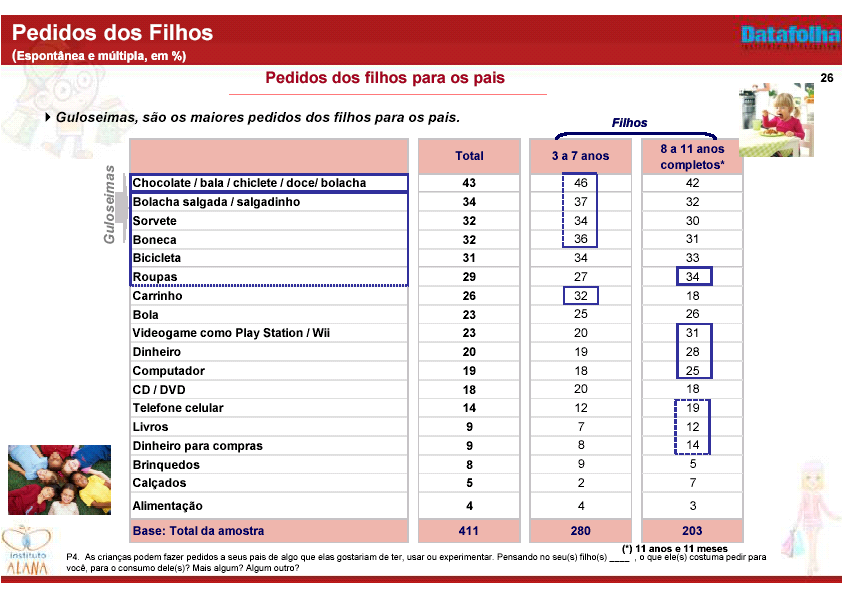 Pedidos dos Filhos
(Espontânea e múltipla, em %)
Datafolha
INSTITUTO DE PESQUISAS
Pedidos dos filhos para os pais
26
Guloseimas, são os maiores pedidos dos filhos para os pais.
Filhos
Total 3 a 7 anos 8 a 11 anos completos*
Guloseimas
Chocolate / bala / chiclete / doce/ bolacha 43 46 42
Bolacha salgada / salgadinho 34 37 32
Sorvete 32 34 30
Boneca 32 36 31
Bicicleta 31 34 33
Roupas 29 27 34
Carrinho 26 32 18
Bola 23 25 26
Videogame como Play Station / Wii 23 20 31
Dinheiro 20 19 28
Computador 19 18 25
CD / DVD 18 20 18
Telefone celular 14 12 19
Livros 9 7 12
Dinheiro para compras 9 8 14
Brinquedos 8 9 5
Calçados 5 2 7
Alimentação 4 4 3
Base: Total da amostra 411 280 203
(*) 11 anos e 11 meses
instituto
ALANA
P4. As crianças podem fazer pedidos a seus pais de algo que elas gostariam de ter, usar ou experimentar. Pensando no seu(s) filho(s) ____ , o que ele(s) costuma pedir para
você, para o consumo dele(s)? Mais algum? Algum outro?